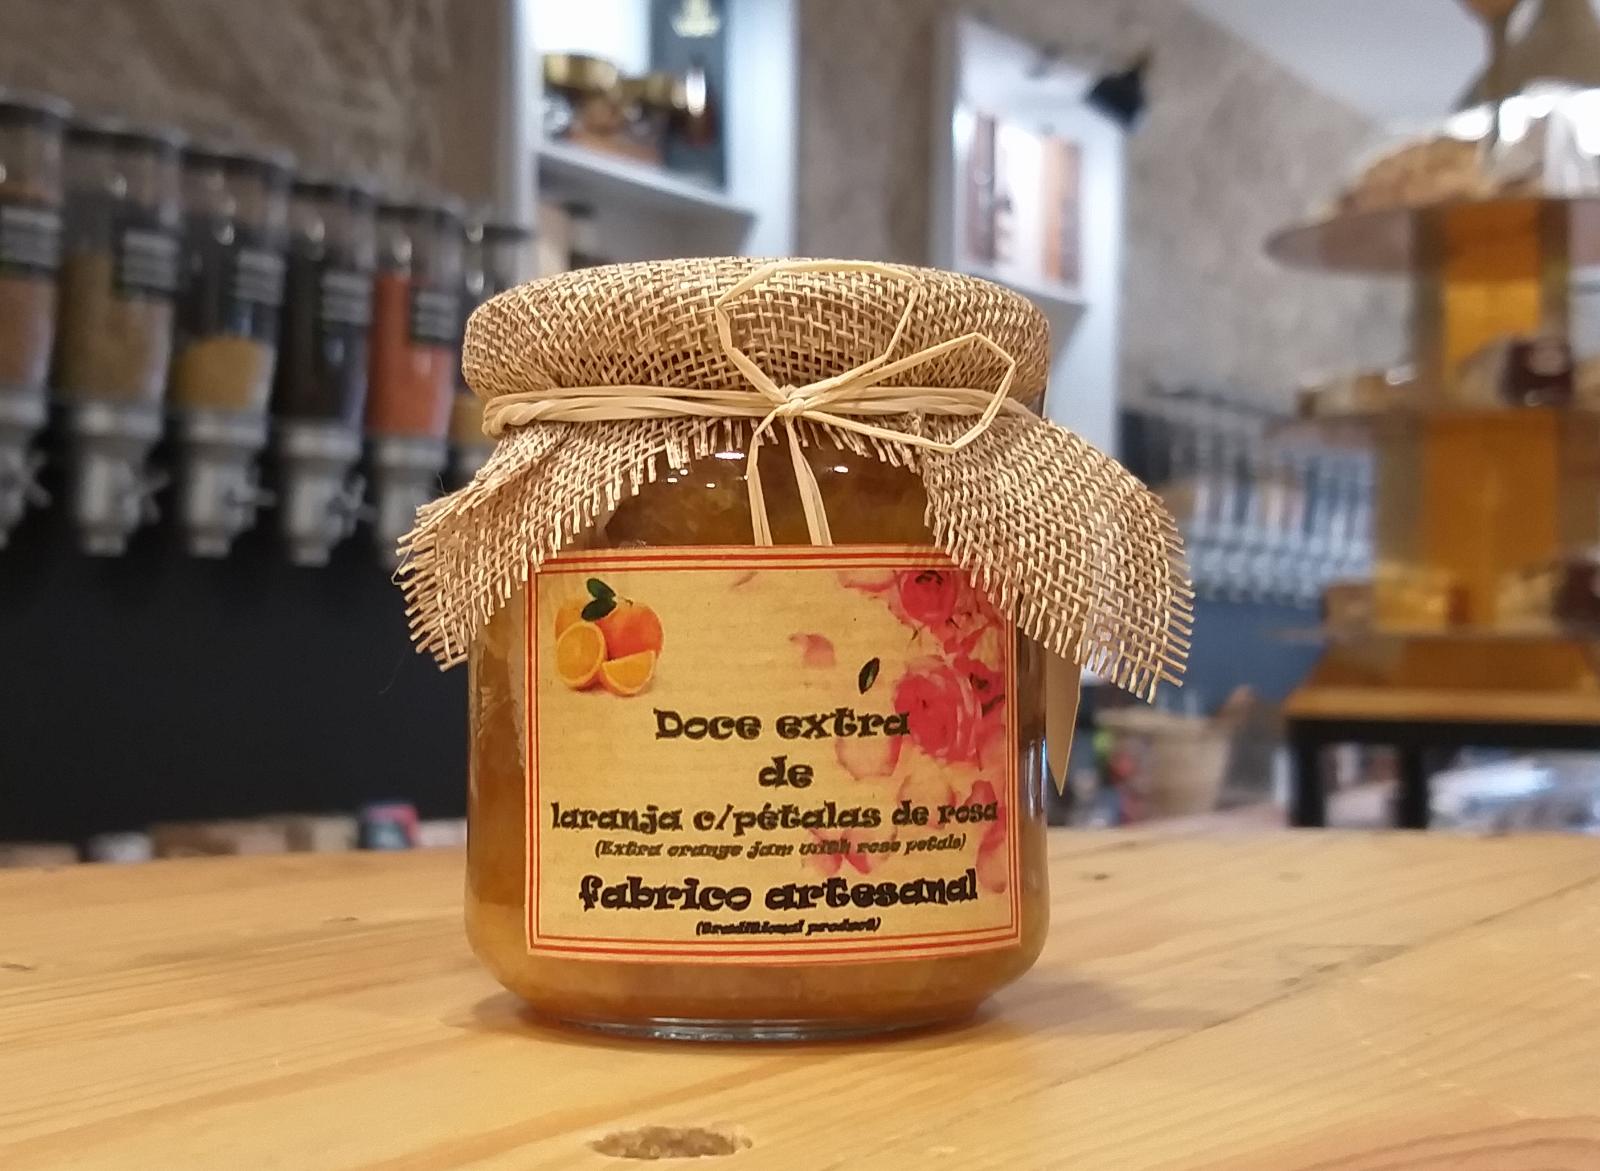 Doce extra
de
laranja c/pétalas de rosa
(Extra orange jam with rose petals)
fabrico artesanal
(traditional product)